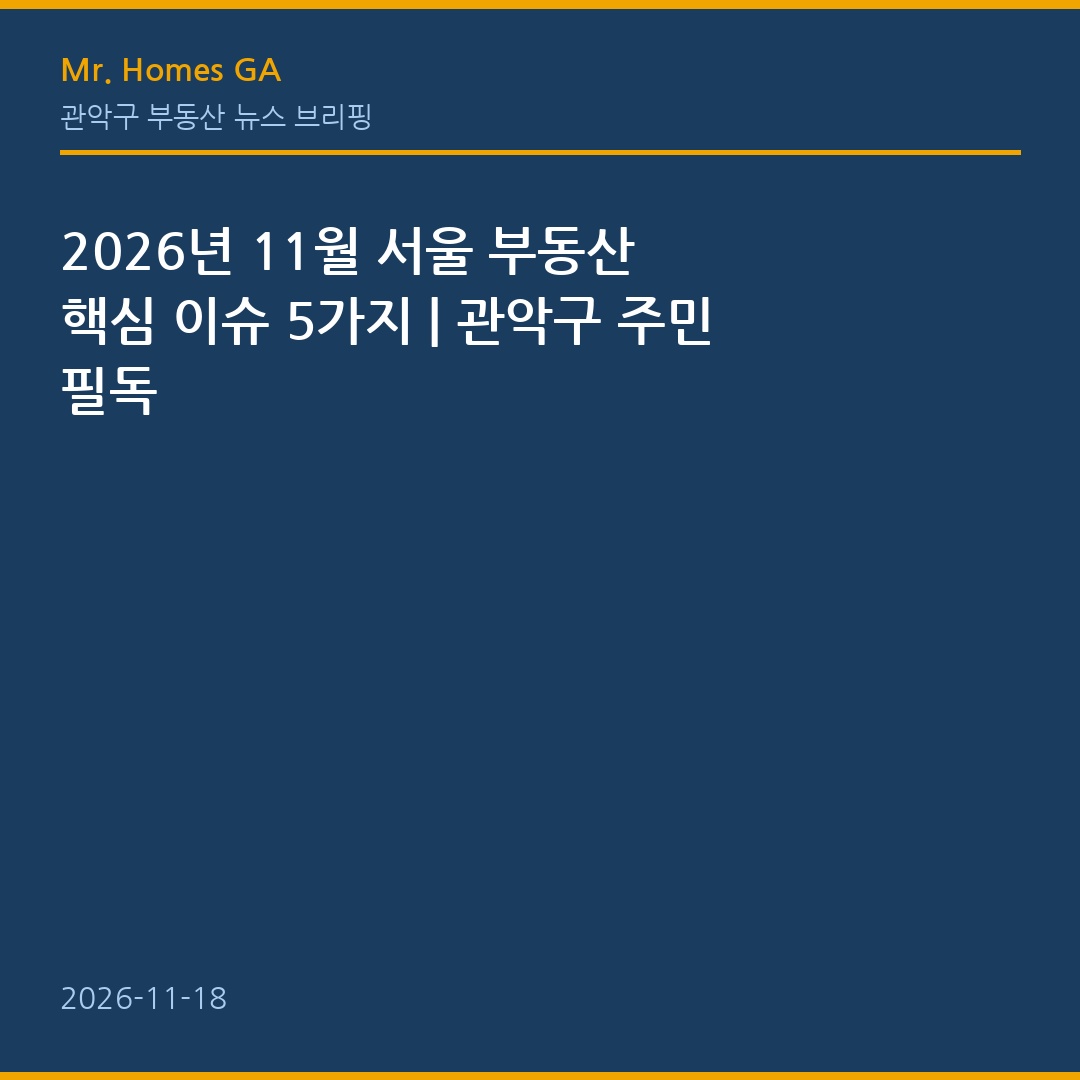 Mr. Homes GA
관악구 부동산 뉴스 브리핑
2026년 11월 서울 부동산
핵심 이슈 5가지 | 관악구 주민
필독
2026-11-18